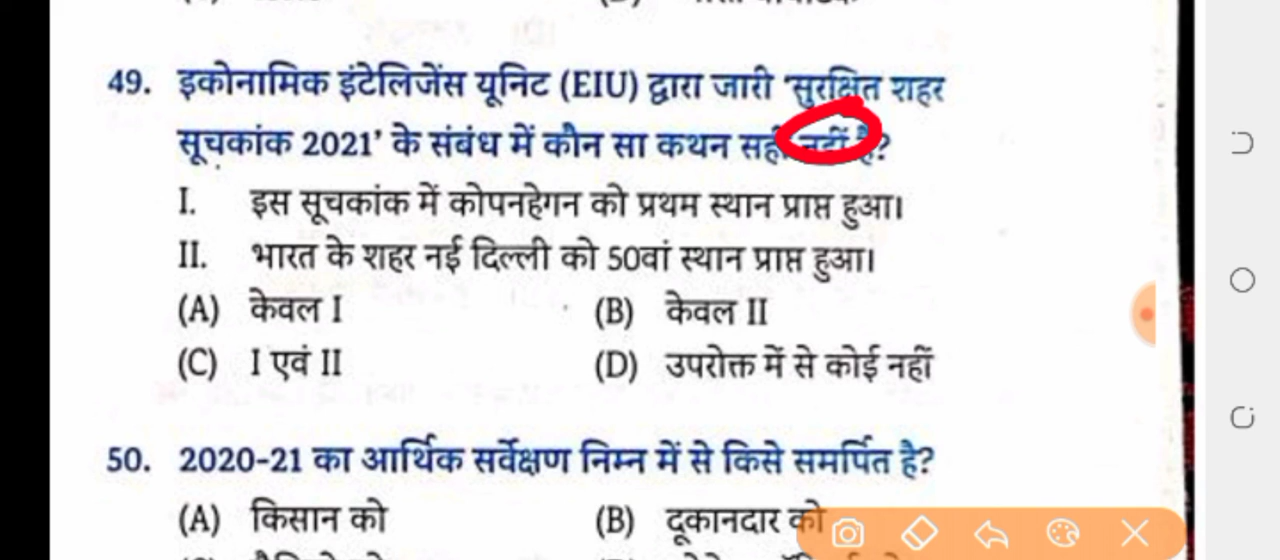 49. इकोनामिक इंटेलिजेंस यूनिट (EIU) द्वारा जारी 'सुरक्षित शहर
सूचकांक 2021' के संबंध में कौन सा कथन सही नहीं है?
I. इस सूचकांक में कोपनहेगन को प्रथम स्थान प्राप्त हुआ।
II. भारत के शहर नई दिल्ली को 50वां स्थान प्राप्त हुआ।
(A) केवल I (B) केवल II
(C) I एवं II (D) उपरोक्त में से कोई नहीं
50. 2020-21 का आर्थिक सर्वेक्षण निम्न में से किसे समर्पित है?
(A) किसान को (B) दूकानदार को